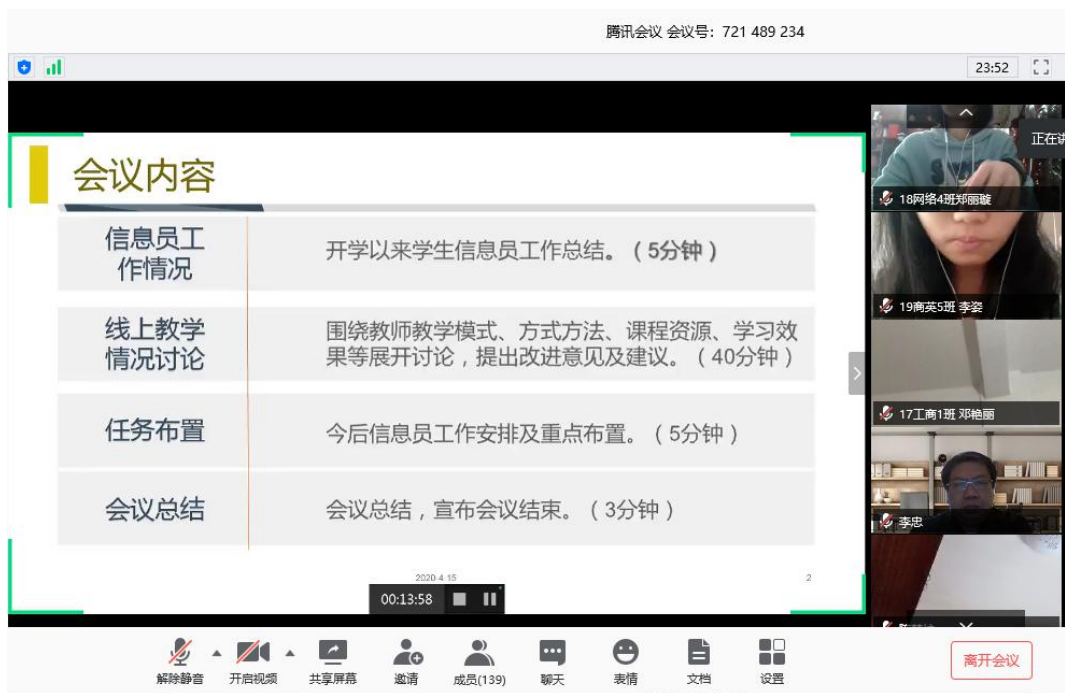 腾讯会议 会议号：721 489 234
23:52
正在讲
会议内容
信息员工
作情况
开学以来学生信息员工作总结。（5分钟）
线上教学
情况讨论
围绕教师教学模式、方式方法、课程资源、学习效
果等展开讨论，提出改进意见及建议。（40分钟）
任务布置
今后信息员工作安排及重点布置。（5分钟）
会议总结
会议总结，宣布会议结束。（3分钟）
2020 4 15
2
00:13:58
18网络4班郑丽璇
19商英5班 李姿
17工商1班 邓艳丽
李忠
解除静音
开启视频
共享屏幕
邀请
成员(139)
聊天
表情
文档
设置
离开会议